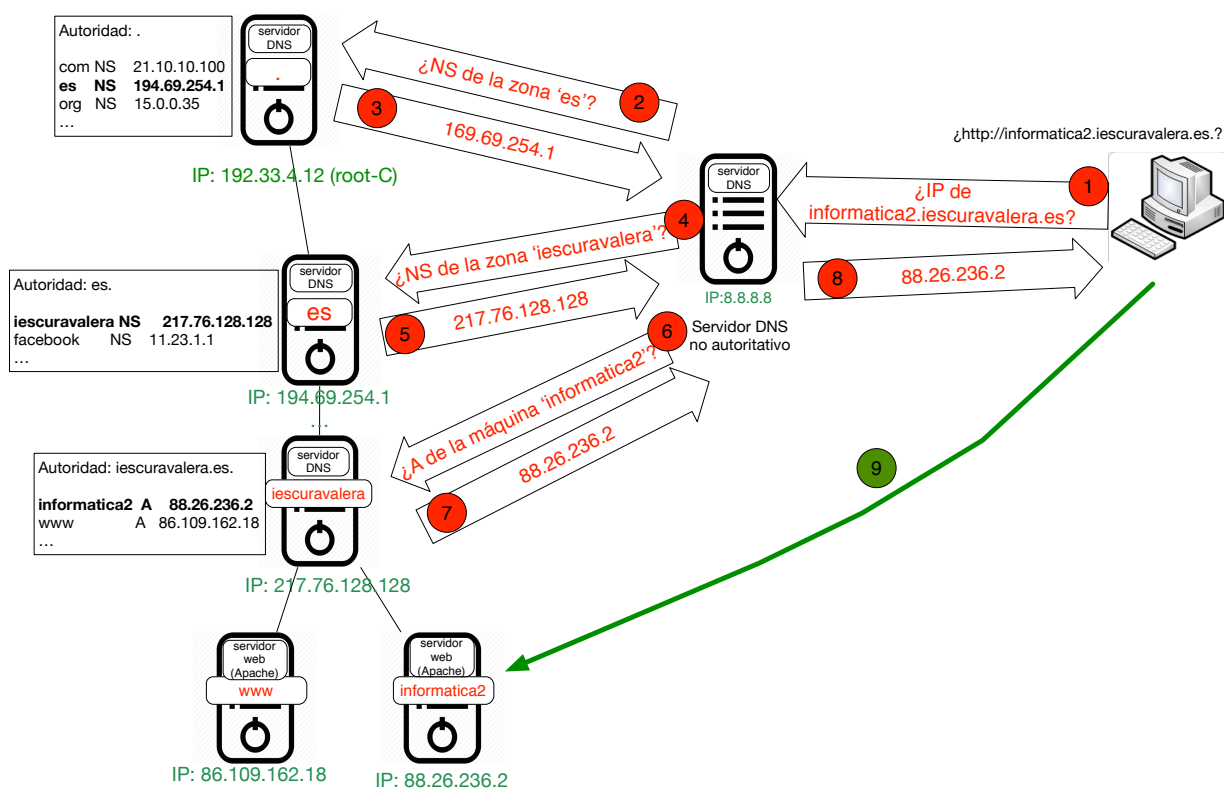 Autoridad: .
com NS 21.10.10.100
es NS 194.69.254.1
org NS 15.0.0.35
...
servidor
DNS
.
IP: 192.33.4.12 (root-C)
¿NS de la zona 'es'?
2
3
169.69.254.1
¿http://informatica2.iescuravalera.es.?
servidor
DNS
IP:8.8.8.8
Servidor DNS
no autoritativo
1
¿IP de
informatica2.iescuravalera.es?
8
88.26.236.2
4
¿NS de la zona 'iescuravalera'?
5
217.76.128.128
6
¿A de la máquina 'informatica2'?
7
88.26.236.2
9
Autoridad: es.
iescuravalera NS 217.76.128.128
facebook NS 11.23.1.1
...
servidor
DNS
es
IP: 194.69.254.1
...
Autoridad: iescuravalera.es.
informatica2 A 88.26.236.2
www A 86.109.162.18
...
servidor
DNS
iescuravalera
IP: 217.76.128.128
servidor
web
(Apache)
www
IP: 86.109.162.18
servidor
web
(Apache)
informatica2
IP: 88.26.236.2